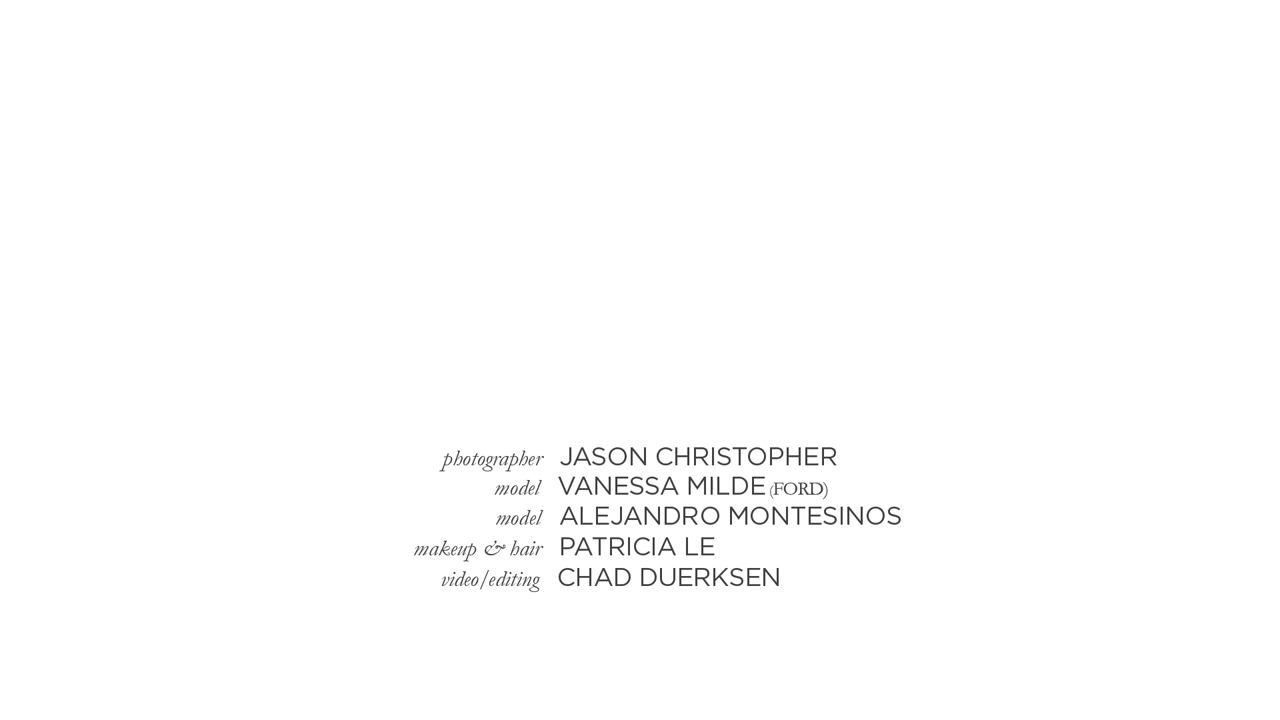 photographer JASON CHRISTOPHER
model VANESSA MILDE (FORD)
model ALEJANDRO MONTESINOS
makeup & hair PATRICIA LE
video/editing CHAD DUERKSEN